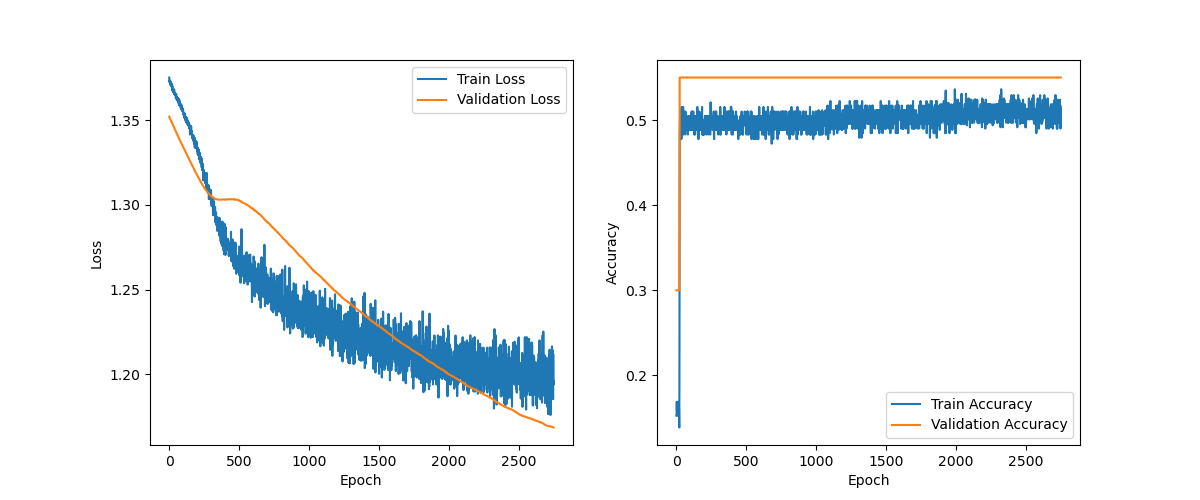 Train Loss
Validation Loss
1.35
1.30
1.25
1.20
Loss
0
500
1000
1500
2000
2500
Epoch
0.5
0.4
0.3
0.2
Accuracy
Train Accuracy
Validation Accuracy
0
500
1000
1500
2000
2500
Epoch